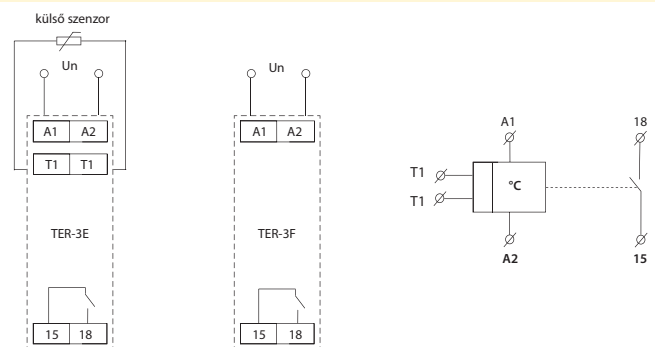 külső szenzor
Un
A1 A2
T1 T1
TER-3E
15 18
Un
A1 A2
TER-3F
15 18
A1
18
T1
°C
T1
A2
15